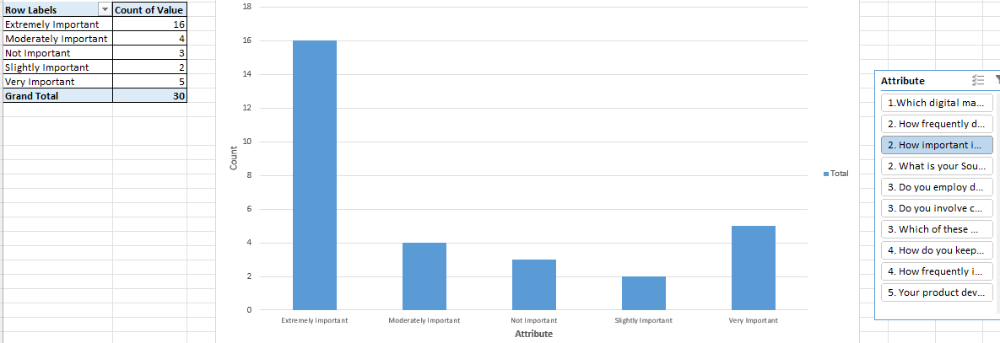 Row Labels Count of Value
Extremely Important 16
Moderately Important 4
Not Important 3
Slightly Important 2
Very Important 5
Grand Total 30
18
16
14
12
10
8
6
4
2
0
Count
Extremely Important Moderately Important Not Important Slightly Important Very Important
Attribute
Total
Attribute
1.Which digital ma...
2. How frequently d...
2. How important i...
2. What is your Sou...
3. Do you employ d...
3. Do you involve c...
3. Which of these ...
4. How do you keep...
4. How frequently i...
5. Your product dev...